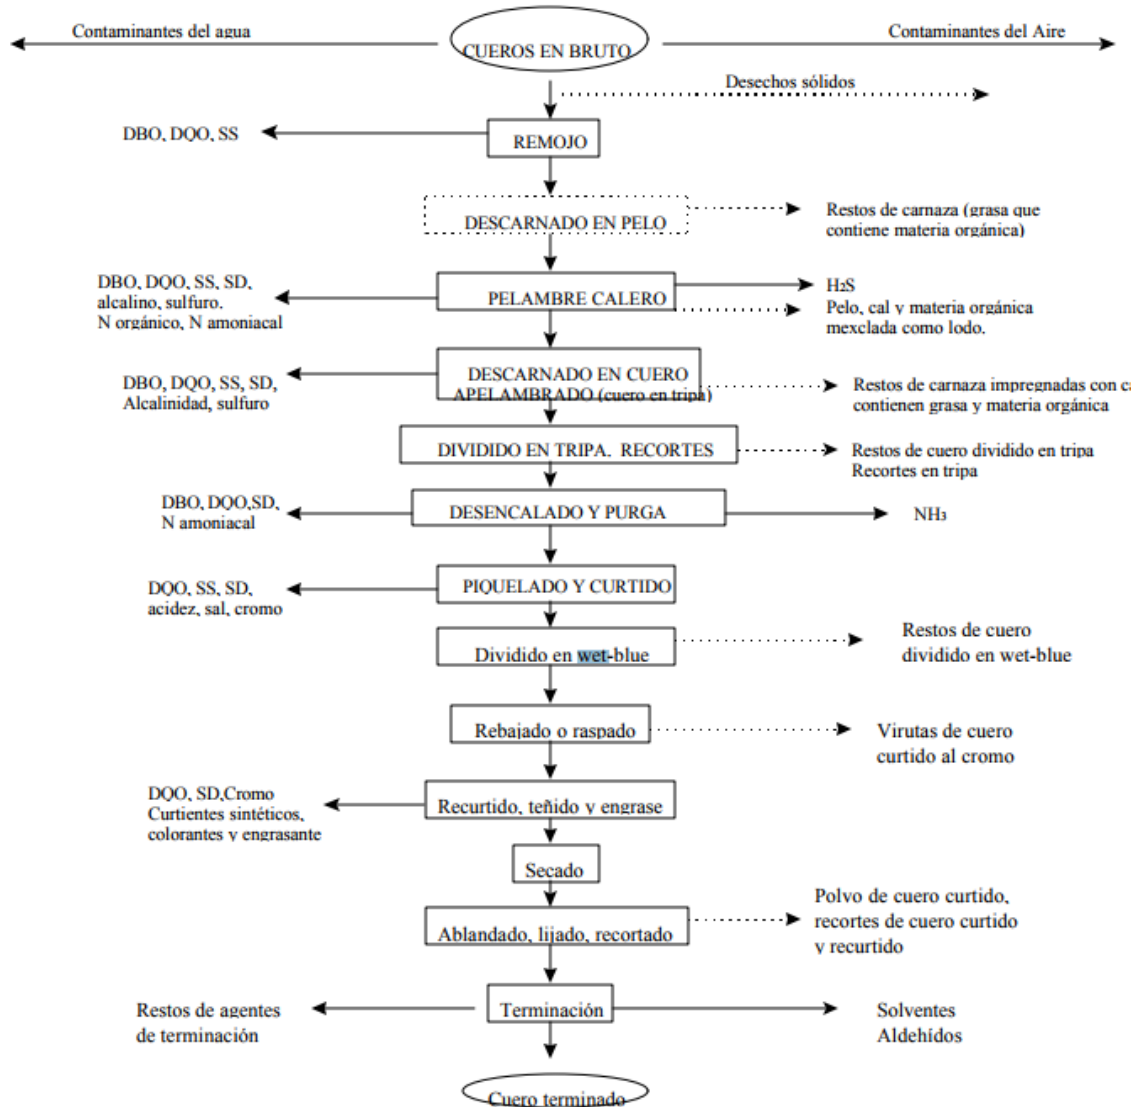 Contaminantes del agua
CUEROS EN BRUTO
Contaminantes del Aire
Desechos sólidos
DBO, DQO, SS
REMOJO
DESCARNADO EN PELO
Restos de carnaza (grasa que
contiene materia orgánica)
DBO, DQO, SS, SD,
alcalino, sulfuro.
N orgánico, N amoniacal
PELAMBRE CALERO
H₂S
Pelo, cal y materia orgánica
mexclada como lodo.
DBO, DQO, SS, SD,
Alcalinidad, sulfuro
DESCARNADO EN CUERO
APELAMBRADO (cuero en tripa)
Restos de carnaza impregnadas con
contienen grasa y materia orgánica
DIVIDIDO EN TRIPA. RECORTES
Restos de cuero dividido en tripa
Recortes en tripa
DBO, DQO,SD,
N amoniacal
DESENCALADO Y PURGA
NH₃
DQO, SS, SD,
acidez, sal, cromo
PIQUELADO Y CURTIDO
Dividido en wet-blue
Restos de cuero
dividido en wet-blue
Rebajado o raspado
Virutas de cuero
curtido al cromo
DQO, SD,Cromo
Curtientes sintéticos,
colorantes y engrasante
Recurtido, teñido y engrase
Secado
Ablandado, lijado, recortado
Polvo de cuero curtido,
recortes de cuero curtido
y recurtido
Restos de agentes
de terminación
Terminación
Solventes
Aldehídos
Cuero terminado